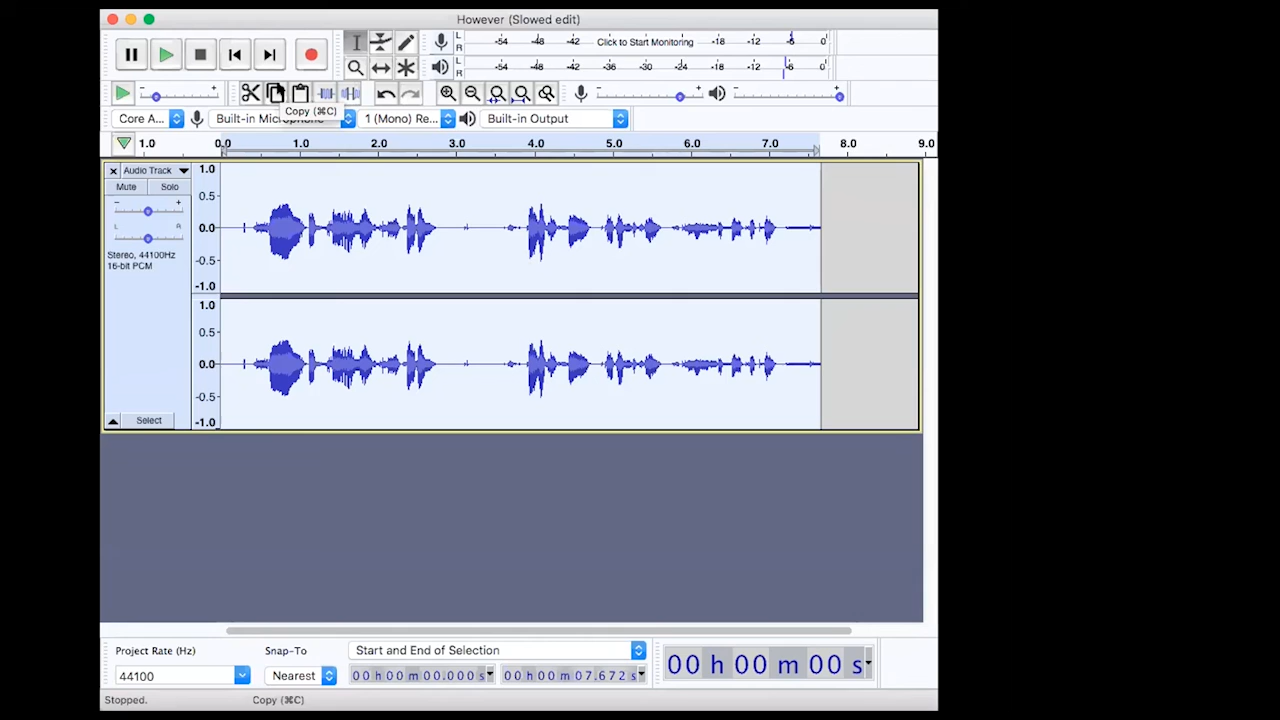 However (Slowed edit)
L R -54 -48 -42 Click to Start Monitoring -18 -12 -6 0
L R -54 -48 -42 -36 -30 -24 -18 -12 -6 0
- + - + - +
Copy (⌘C)
Core A... Built-in Microphone 1 (Mono) Re... Built-in Output
1.0 0.0 1.0 2.0 3.0 4.0 5.0 6.0 7.0 8.0 9.0
× Audio Track 1.0
Mute Solo
0.5
- +
L R 0.0
Stereo, 44100Hz
16-bit PCM
-0.5
-1.0
1.0
0.5
0.0
-0.5
Select -1.0
Project Rate (Hz) Snap-To Start and End of Selection
44100 Nearest 00 h 00 m 00.000 s 00 h 00 m 07.672 s 00 h 00 m 00 s
Stopped. Copy (⌘C)